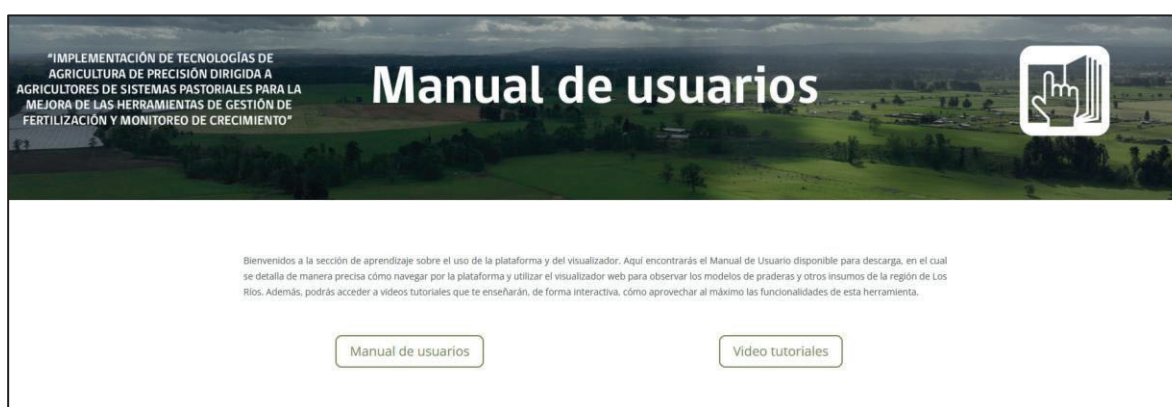 "IMPLEMENTACIÓN DE TECNOLOGÍAS DE
AGRICULTURA DE PRECISIÓN DIRIGIDA A
AGRICULTORES DE SISTEMAS PASTORIALES PARA LA
MEJORA DE LAS HERRAMIENTAS DE GESTIÓN DE
FERTILIZACIÓN Y MONITOREO DE CRECIMIENTO"
Manual de usuarios
Bienvenidos a la sección de aprendizaje sobre el uso de la plataforma y del visualizador. Aquí encontrarás el Manual de Usuario disponible para descarga, en el cual
se detalla de manera precisa cómo navegar por la plataforma y utilizar el visualizador web para observar los modelos de praderas y otros insumos de la región de Los
Ríos. Además, podrás acceder a videos tutoriales que te enseñarán, de forma interactiva, cómo aprovechar al máximo las funcionalidades de esta herramienta.
Manual de usuarios
Video tutoriales